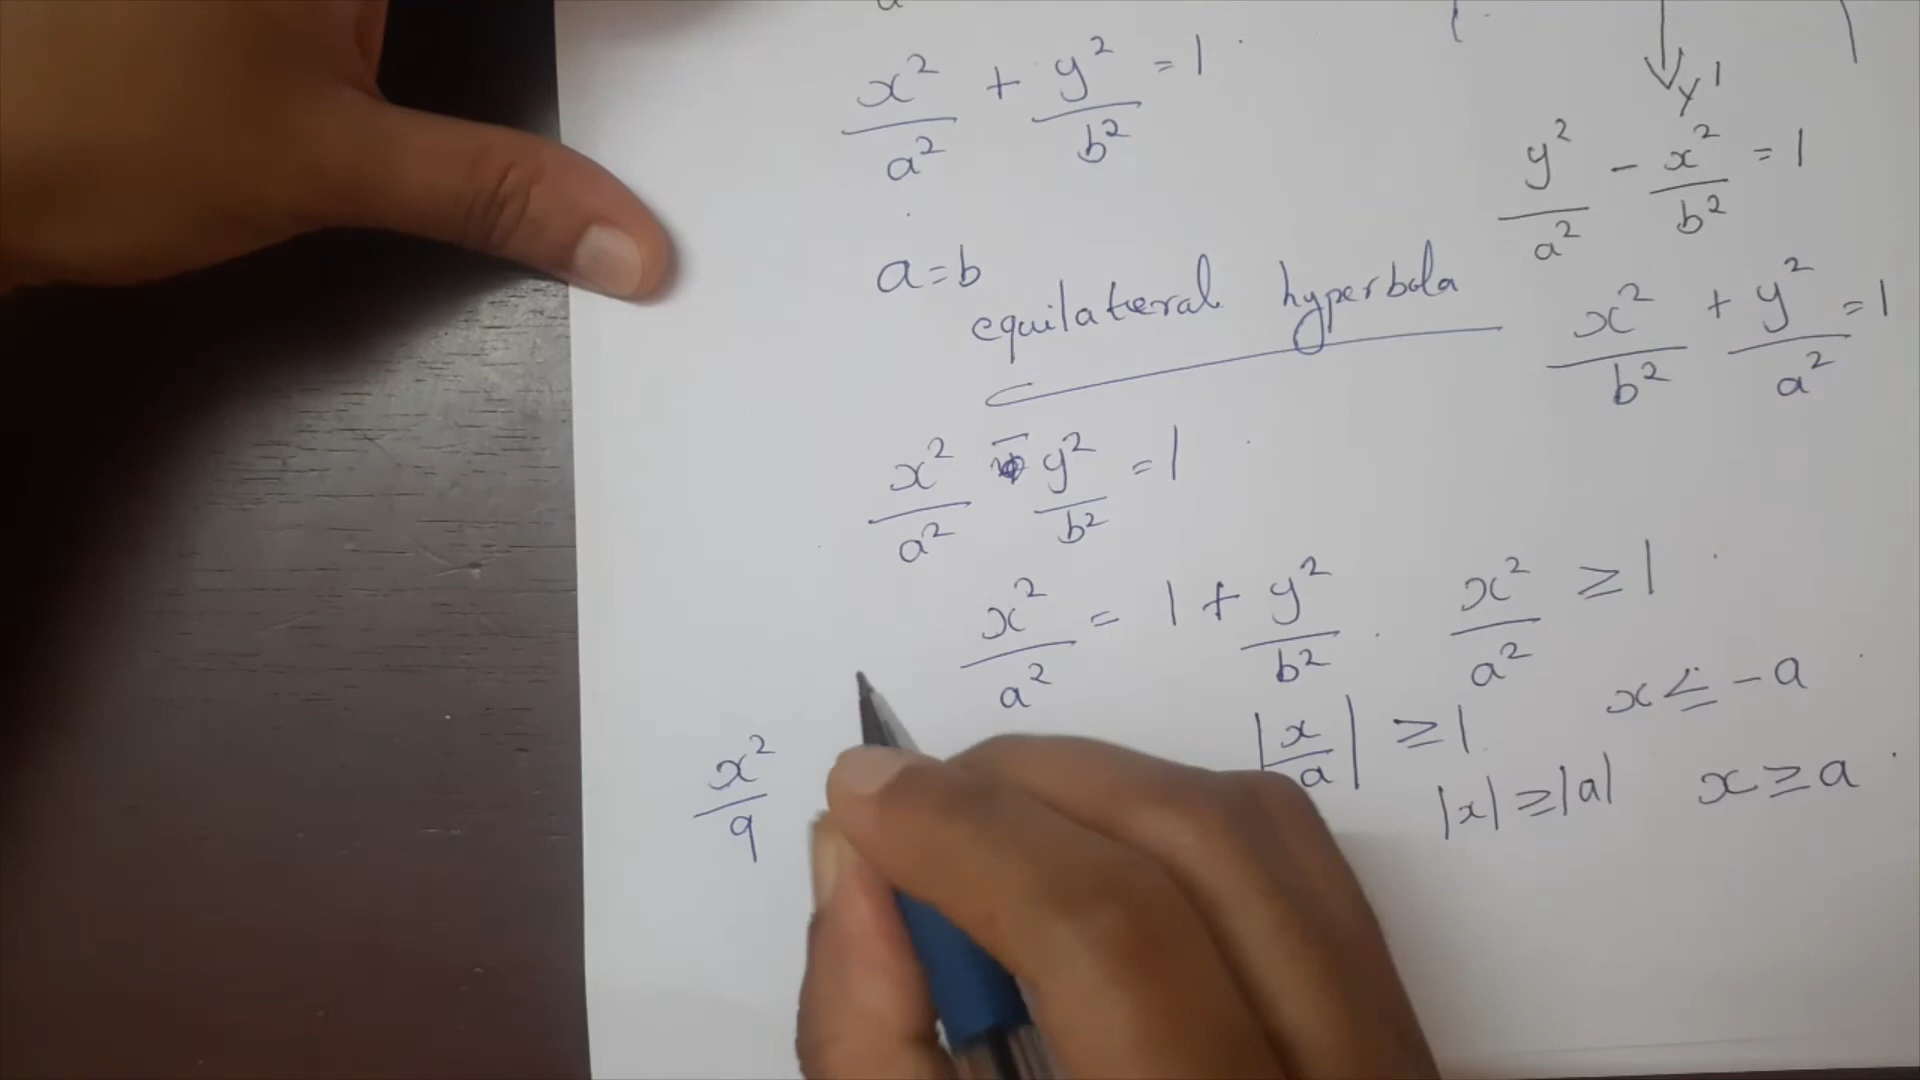 x²/a² + y²/b² = 1
Y'
y²/a² - x²/b² = 1
a=b
equilateral hyperbola
x²/b² + y²/a² = 1
x²/a² - y²/b² = 1
x²/a² = 1 + y²/b²
x²/a² ≥ 1
|x/a| ≥ 1
x ≤ -a
|x| ≥ |a|
x ≥ a
x²/9